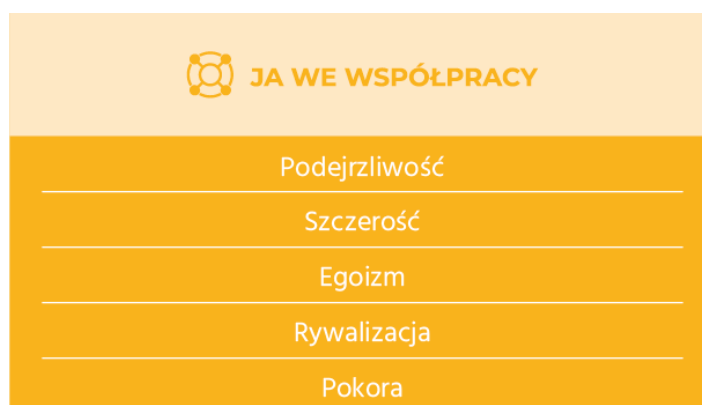 JA WE WSPÓŁPRACY
Podejrzliwość
Szczerość
Egoizm
Rywalizacja
Pokora